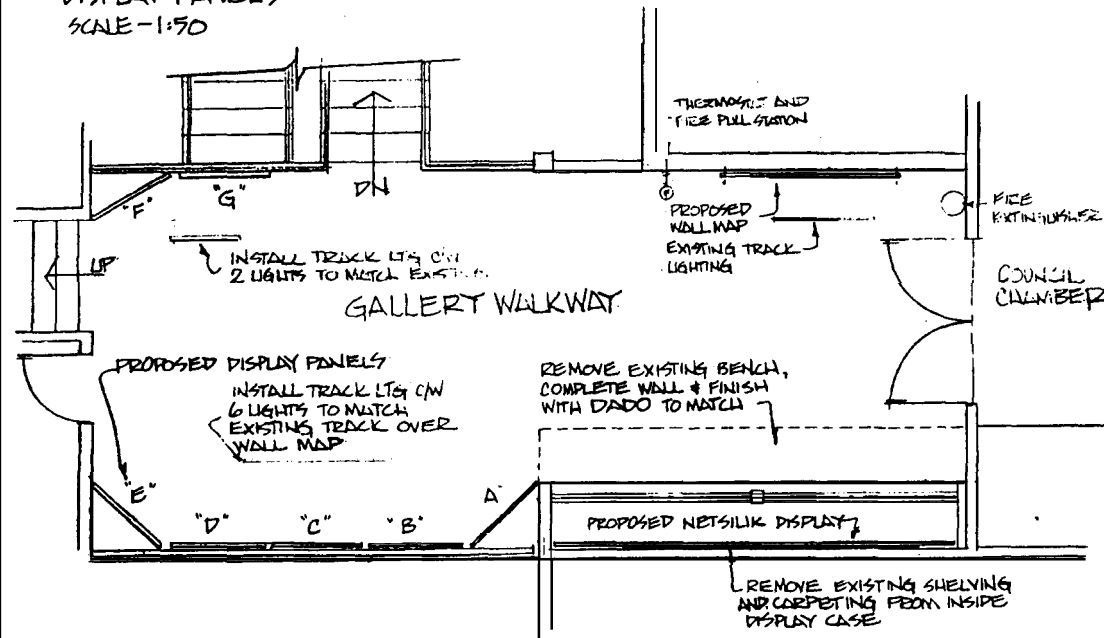 DISPLAY PANELS
SCALE - 1:50
THERMOSTAT AND
FIRE PULL STATION
"F"
"G"
DN
PROPOSED
WALL MAP
EXISTING TRACK
LIGHTING
FIRE
EXTINGUISHER
UP
INSTALL TRACK LTG C/W
2 LIGHTS TO MATCH EXISTING
GALLERY WALKWAY
COUNCIL
CHAMBER
PROPOSED DISPLAY PANELS
INSTALL TRACK LTG C/W
6 LIGHTS TO MATCH
EXISTING TRACK OVER
WALL MAP
REMOVE EXISTING BENCH,
COMPLETE WALL & FINISH
WITH DADO TO MATCH
"E"
"D"
"C"
"B"
A"
PROPOSED NETSILIK DISPLAY
REMOVE EXISTING SHELVING
AND CARPETING FROM INSIDE
DISPLAY CASE